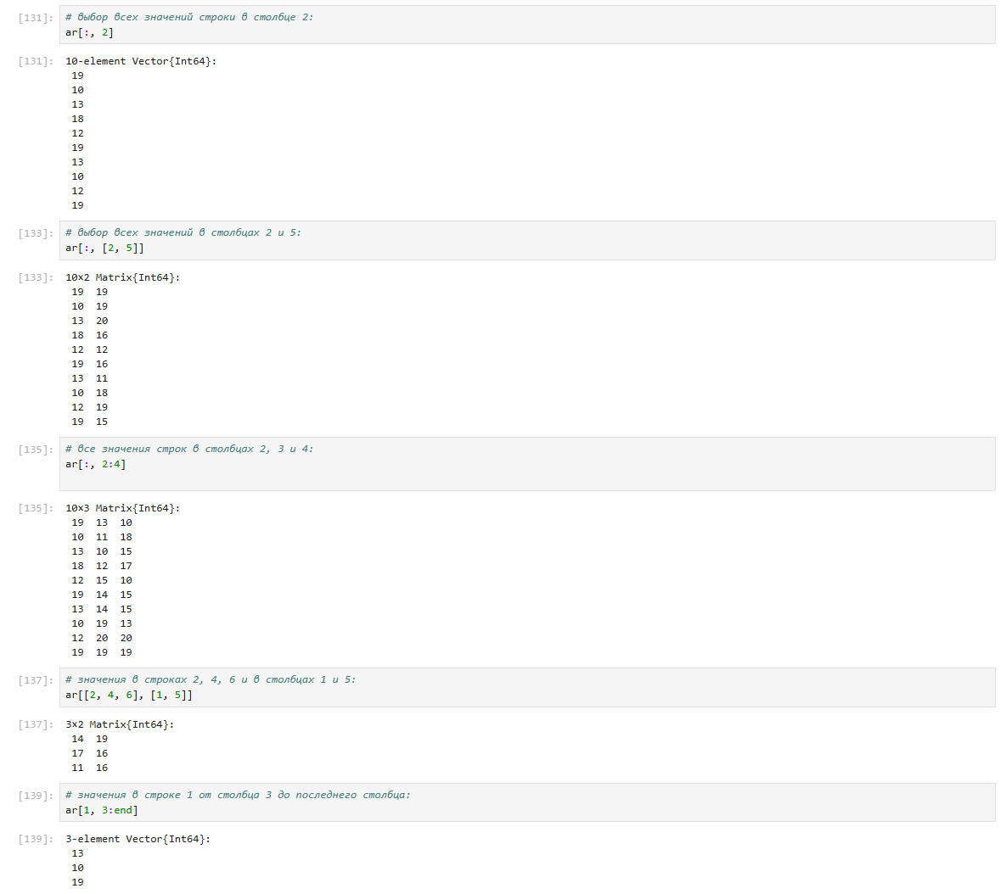 [131]: # выбор всех значений строки в столбце 2:
ar[:, 2]
[131]: 10-element Vector{Int64}:
19
10
13
18
12
19
13
10
12
19
[133]: # выбор всех значений в столбцах 2 и 5:
ar[:, [2, 5]]
[133]: 10×2 Matrix{Int64}:
19 19
10 19
13 20
18 16
12 12
19 16
13 11
10 18
12 19
19 15
[135]: # все значения строк в столбцах 2, 3 и 4:
ar[:, 2:4]
[135]: 10×3 Matrix{Int64}:
19 13 10
10 11 18
13 10 15
18 12 17
12 15 10
19 14 15
13 14 15
10 19 13
12 20 20
19 19 19
[137]: # значения в строках 2, 4, 6 и в столбцах 1 и 5:
ar[[2, 4, 6], [1, 5]]
[137]: 3×2 Matrix{Int64}:
14 19
17 16
11 16
[139]: # значения в строке 1 от столбца 3 до последнего столбца:
ar[1, 3:end]
[139]: 3-element Vector{Int64}:
13
10
19